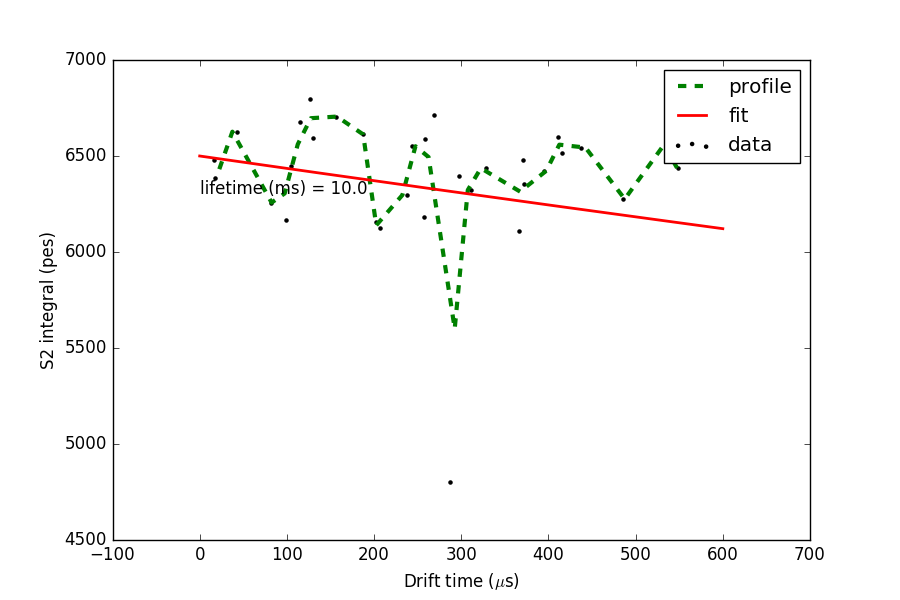 7000
6500
6000
5500
5000
4500
S2 integral (pes)
profile
fit
data
lifetime (ms) = 10.0
−100
0
100
200
300
400
500
600
700
Drift time (μs)